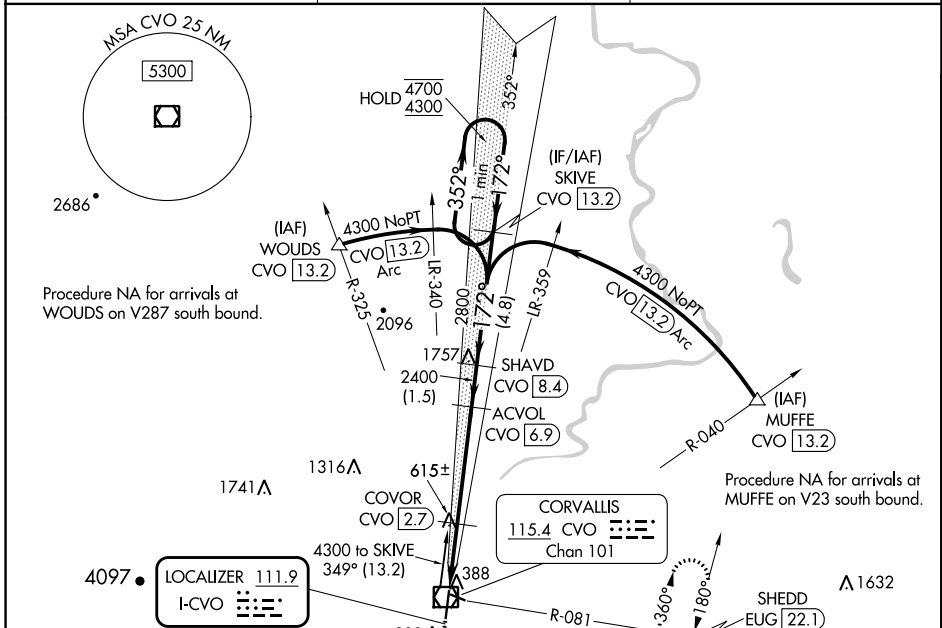 MSA CVO 25 NM
5300
2686
HOLD 4700
4300
352°
352°
1 min
172°
(IF/IAF)
SKIVE
CVO 13.2
(IAF)
WOUDS
CVO 13.2
4300 NoPT
CVO 13.2
Arc
R-325
LR-340
2800
172°
(4.8)
LR-359
4300 NoPT
CVO 13.2 Arc
Procedure NA for arrivals at
WOUDS on V287 south bound.
2096
1757
2400
(1.5)
SHAVD
CVO 8.4
ACVOL
CVO 6.9
(IAF)
MUFFE
CVO 13.2
R-040
Procedure NA for arrivals at
MUFFE on V23 south bound.
1316
1741
615±
COVOR
CVO 2.7
CORVALLIS
115.4 CVO
Chan 101
4300 to SKIVE
349° (13.2)
388
4097
LOCALIZER 111.9
I-CVO
R-081
360°
180°
SHEDD
EUG 22.1
1632